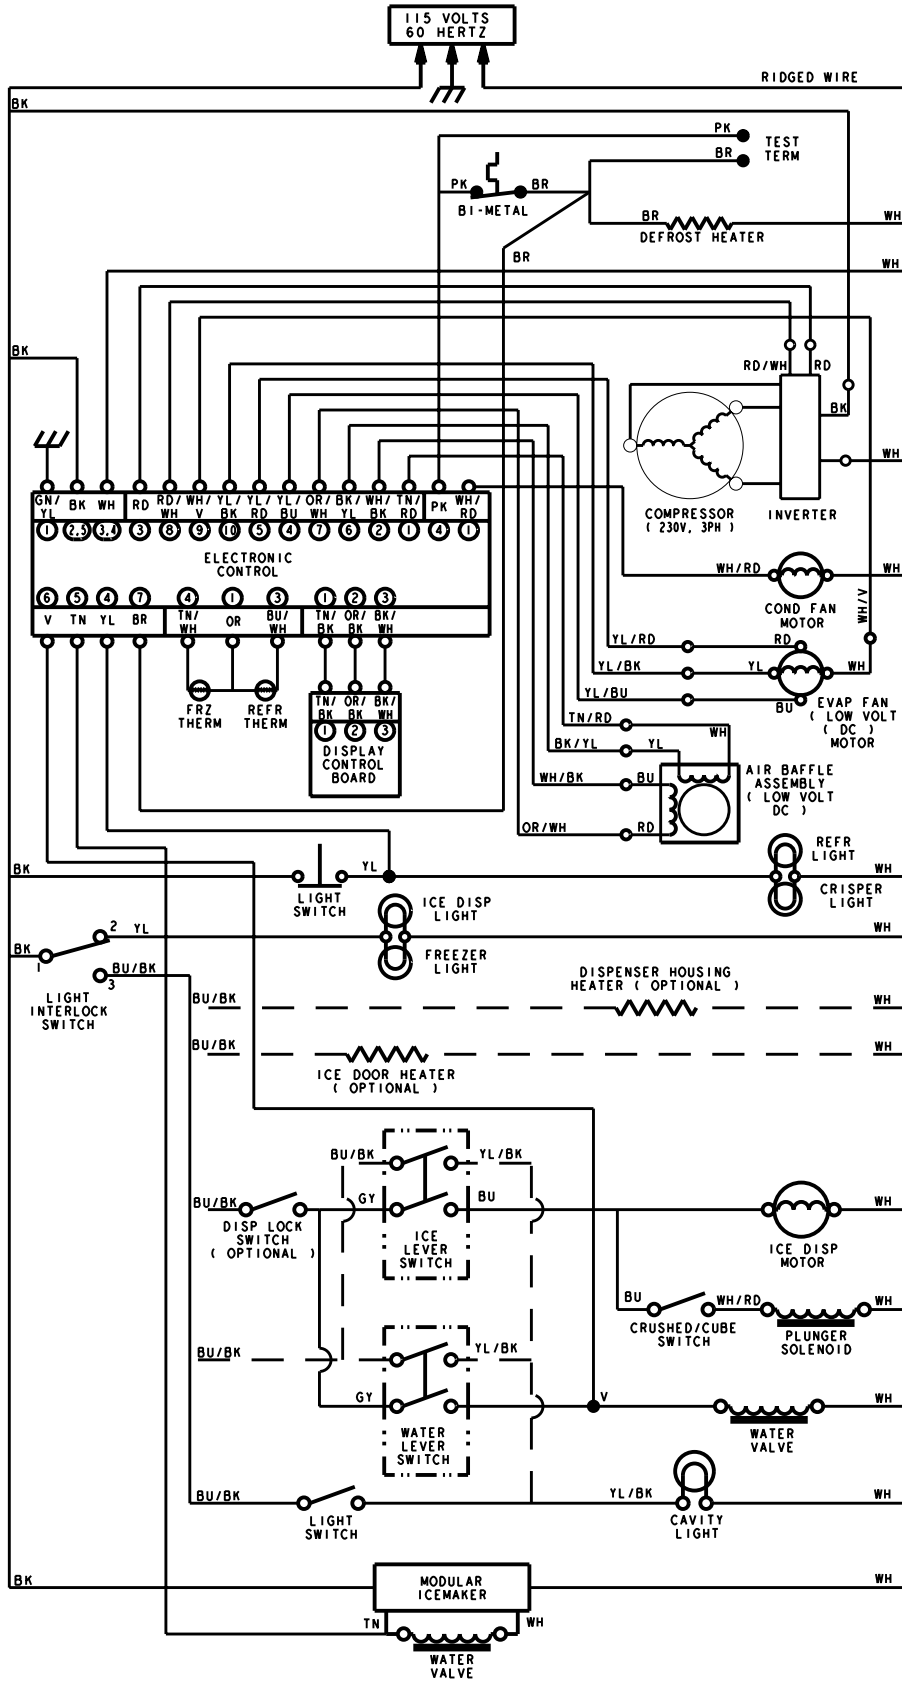 115 VOLTS
60 HERTZ
RIDGED WIRE
BK
PK
TEST
TERM
BR
PK
BR
BI-METAL
BR
WH
DEFROST HEATER
BR
WH
BK
RD/WH
RD
BK
WH
COMPRESSOR
( 230V, 3PH )
INVERTER
GN/
YL
BK
WH
RD
RD/
WH
WH/
V
YL/
BK
YL/
RD
YL/
BU
OR/
WH
BK/
YL
WH/
BK
TN/
RD
PK
WH/
RD
1 2,5 3,4 3 8 9 10 5 4 7 6 2 1 4 1
ELECTRONIC
CONTROL
6 5 4 7 4 1 3 1 2 3
V
TN
YL
BR
TN/
WH
OR
BU/
WH
TN/
BK
OR/
BK
BK/
WH
WH/RD
WH
COND FAN
MOTOR
WH/V
YL/RD
RD
YL/BK
YL
WH
YL/BU
BU
EVAP FAN
( LOW VOLT
DC )
MOTOR
FRZ
THERM
REFR
THERM
TN/
BK
OR/
BK
BK/
WH
1 2 3
DISPLAY
CONTROL
BOARD
TN/RD
WH
BK/YL
YL
WH/BK
BU
OR/WH
RD
AIR BAFFLE
ASSEMBLY
( LOW VOLT
DC )
REFR
LIGHT
BK
YL
WH
LIGHT
SWITCH
CRISPER
LIGHT
ICE DISP
LIGHT
2
YL
WH
BK
1
FREEZER
LIGHT
BU/BK
3
LIGHT
INTERLOCK
SWITCH
DISPENSER HOUSING
HEATER ( OPTIONAL )
BU/BK
WH
BU/BK
WH
ICE DOOR HEATER
( OPTIONAL )
BU/BK
YL/BK
BU/BK
GY
BU
WH
DISP LOCK
SWITCH
( OPTIONAL )
ICE
LEVER
SWITCH
ICE DISP
MOTOR
BU
WH/RD
WH
CRUSHED/CUBE
SWITCH
PLUNGER
SOLENOID
BU/BK
YL/BK
GY
V
WH
WATER
LEVER
SWITCH
WATER
VALVE
BU/BK
YL/BK
WH
LIGHT
SWITCH
CAVITY
LIGHT
BK
MODULAR
ICEMAKER
WH
TN
WH
WATER
VALVE